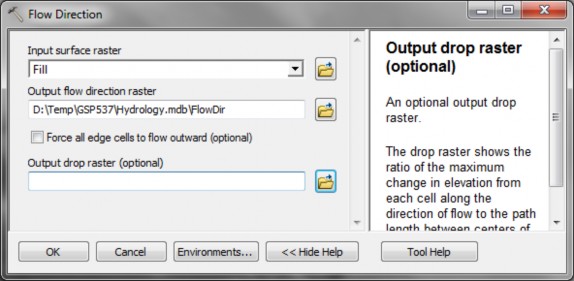 Flow Direction
Input surface raster
Fill
Output flow direction raster
D:\Temp\GSP537\Hydrology.mdb\FlowDir
Force all edge cells to flow outward (optional)
Output drop raster (optional)
OK
Cancel
Environments...
<< Hide Help
Output drop raster
(optional)
An optional output drop
raster.
The drop raster shows the
ratio of the maximum
change in elevation from
each cell along the
direction of flow to the path
length between centers of
Tool Help